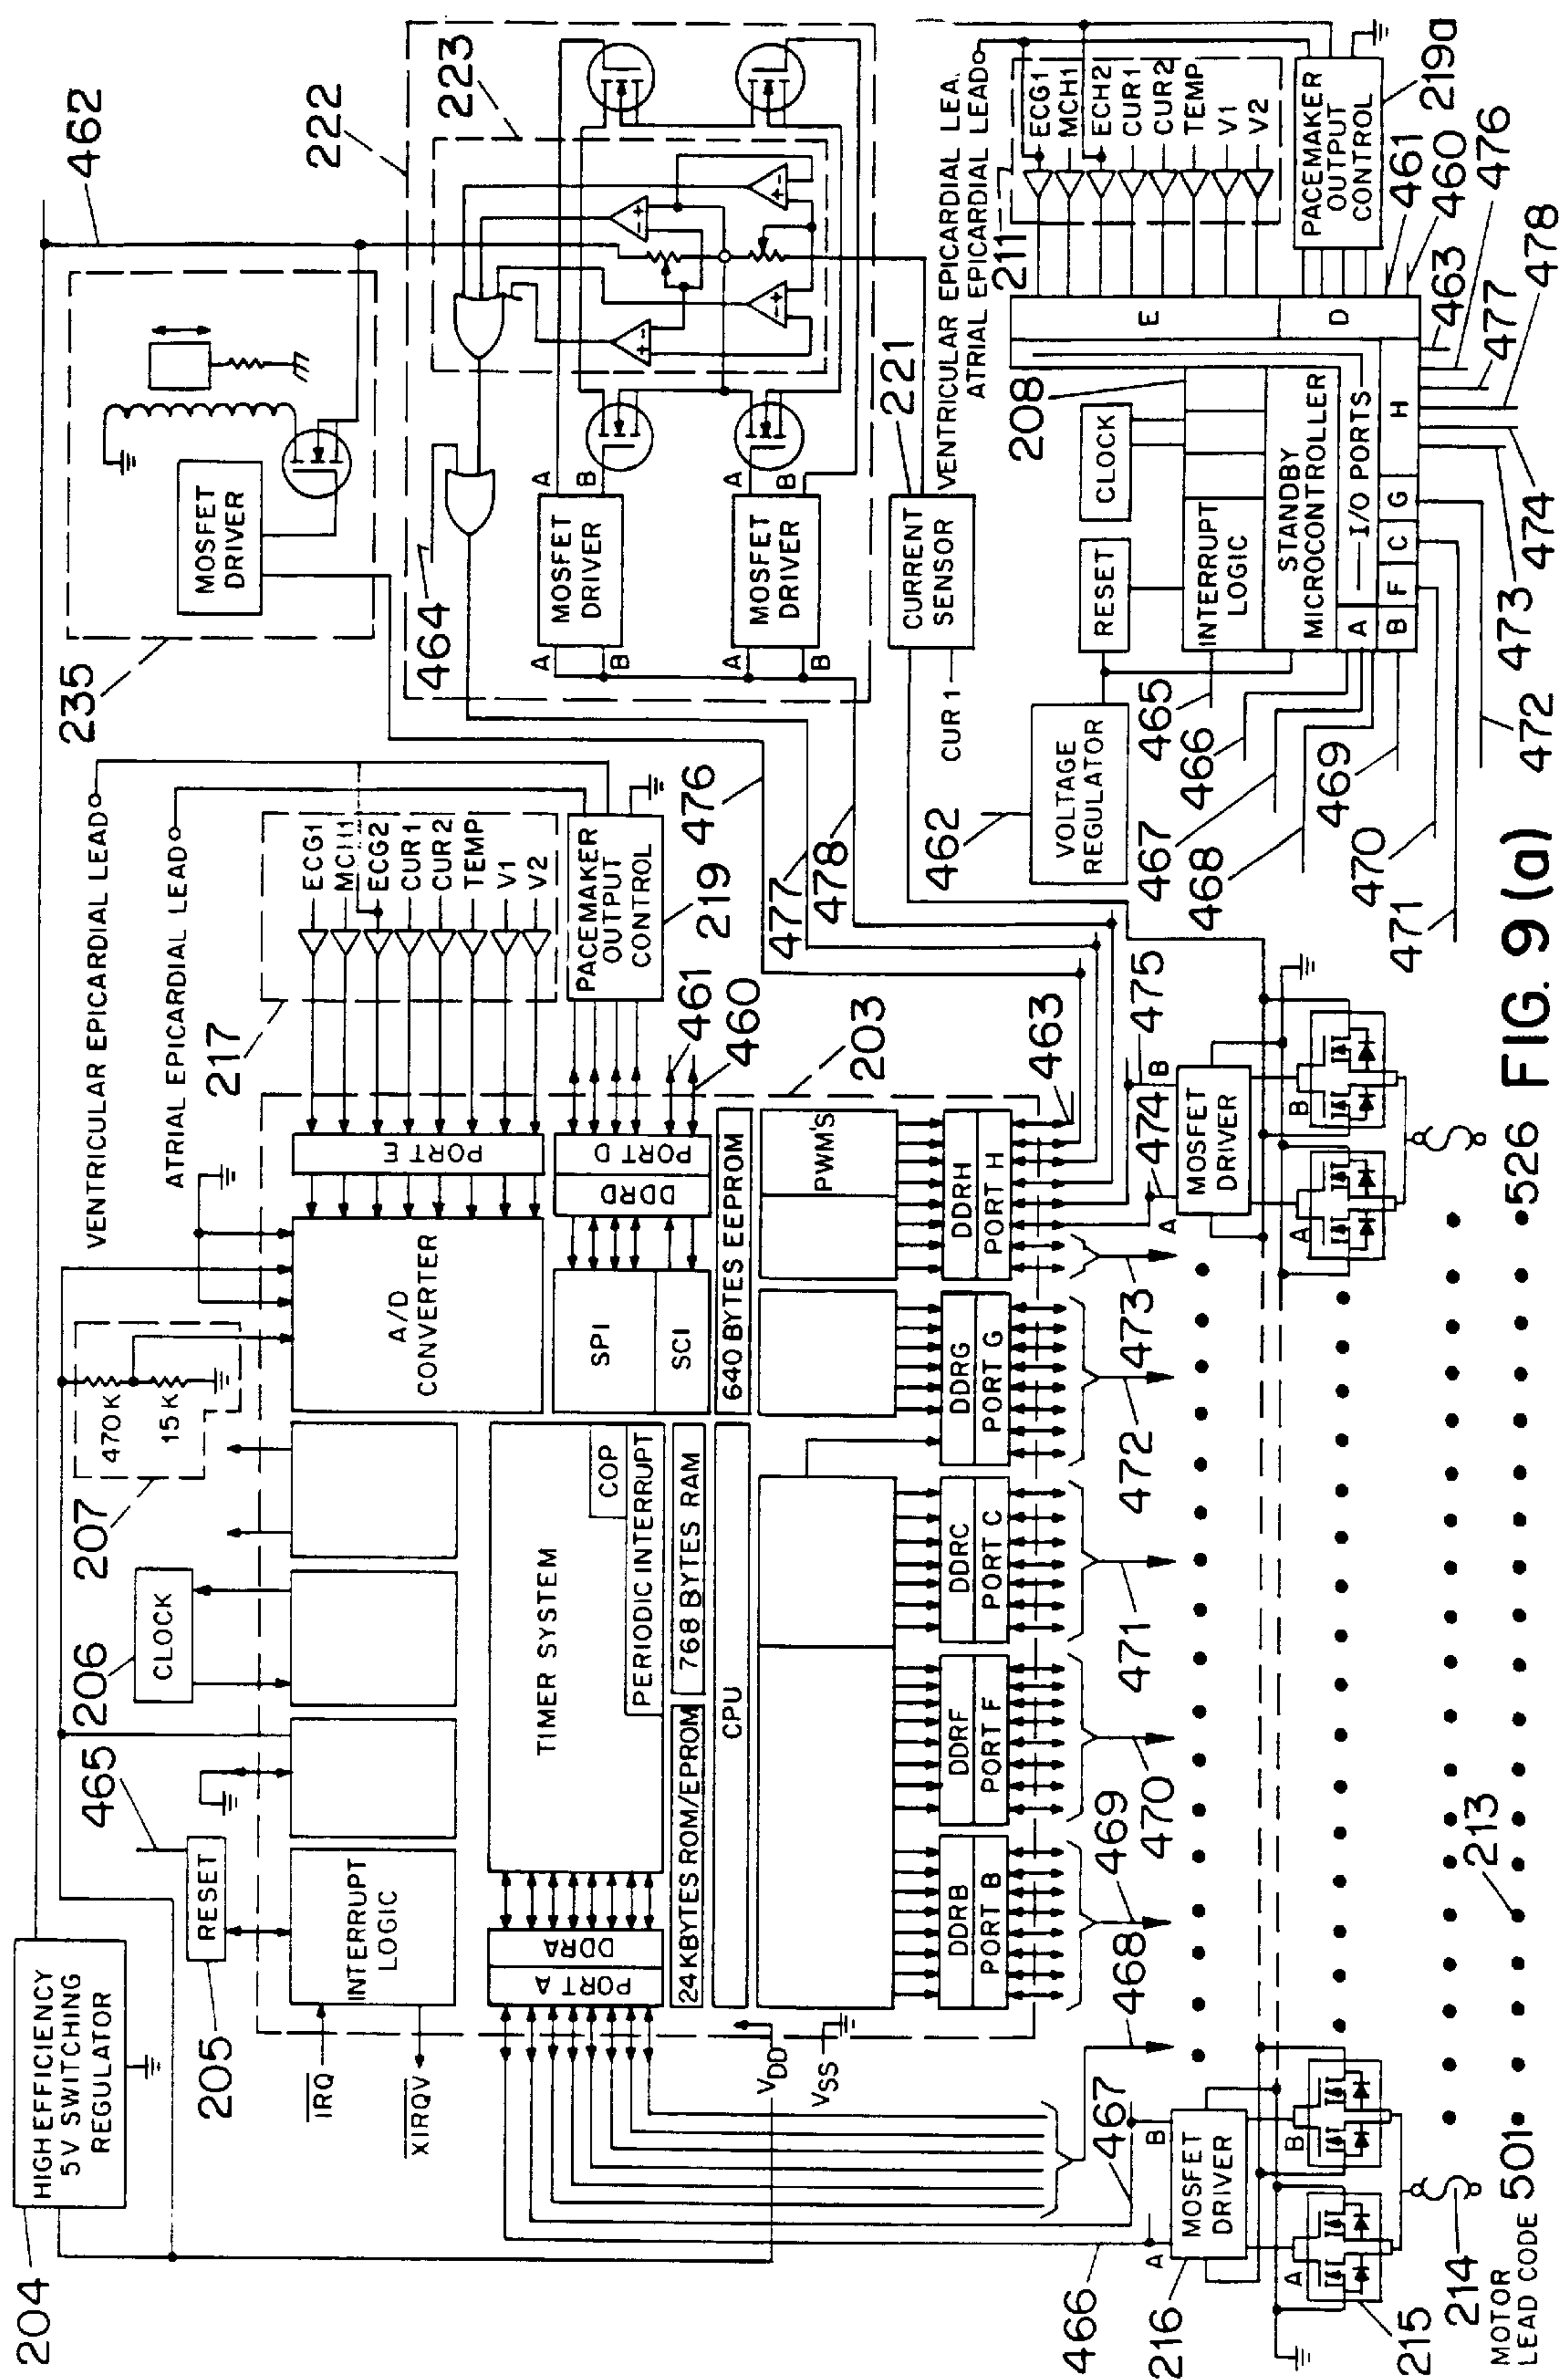 204
HIGH EFFICIENCY
5V SWITCHING
REGULATOR
462
VENTRICULAR EPICARDIAL LEAD
ATRIAL EPICARDIAL LEAD
235
MOSFET
DRIVER
222
223
464
A
B
MOSFET
DRIVER
A
B
A
B
MOSFET
DRIVER
A
B
205
RESET
465
206
CLOCK
207
470K
15K
217
ECG1
MCH1
ECG2
CUR1
CUR2
TEMP
V1
V2
PACEMAKER
OUTPUT
CONTROL
219
476
477
478
461
460
203
463
IRQ
XIRQV
INTERRUPT
LOGIC
A/D
CONVERTER
PORT E
TIMER SYSTEM
COP
PERIODIC INTERRUPT
SPI
SCI
DDRD
PORT D
PORT A
DDRA
24KBYTES ROM/EPROM
768 BYTES RAM
640 BYTES EEPROM
CPU
PWM'S
VDD
VSS
DDRB
PORT B
DDRF
PORT F
DDRC
PORT C
DDRG
PORT G
DDRH
PORT H
466
467
468
469
470
471
472
473
474
475
216
A
B
MOSFET
DRIVER
A
B
215
214
MOTOR
LEAD CODE 501
213
526
A
B
MOSFET
DRIVER
A
B
221
CURRENT
SENSOR
CUR 1
VENTRICULAR EPICARDIAL LEA.
ATRIAL EPICARDIAL LEAD
211
ECG1
MCH1
ECH2
CUR1
CUR2
TEMP
V1
V2
PACEMAKER
OUTPUT
CONTROL
219a
462
VOLTAGE
REGULATOR
RESET
CLOCK
208
INTERRUPT
LOGIC
STANDBY
MICROCONTROLLER
I/O PORTS
E
D
A
B
F
C
G
H
461
460
463
476
477
478
474
473
472
465
466
467
468
469
470
471
FIG. 9(a)